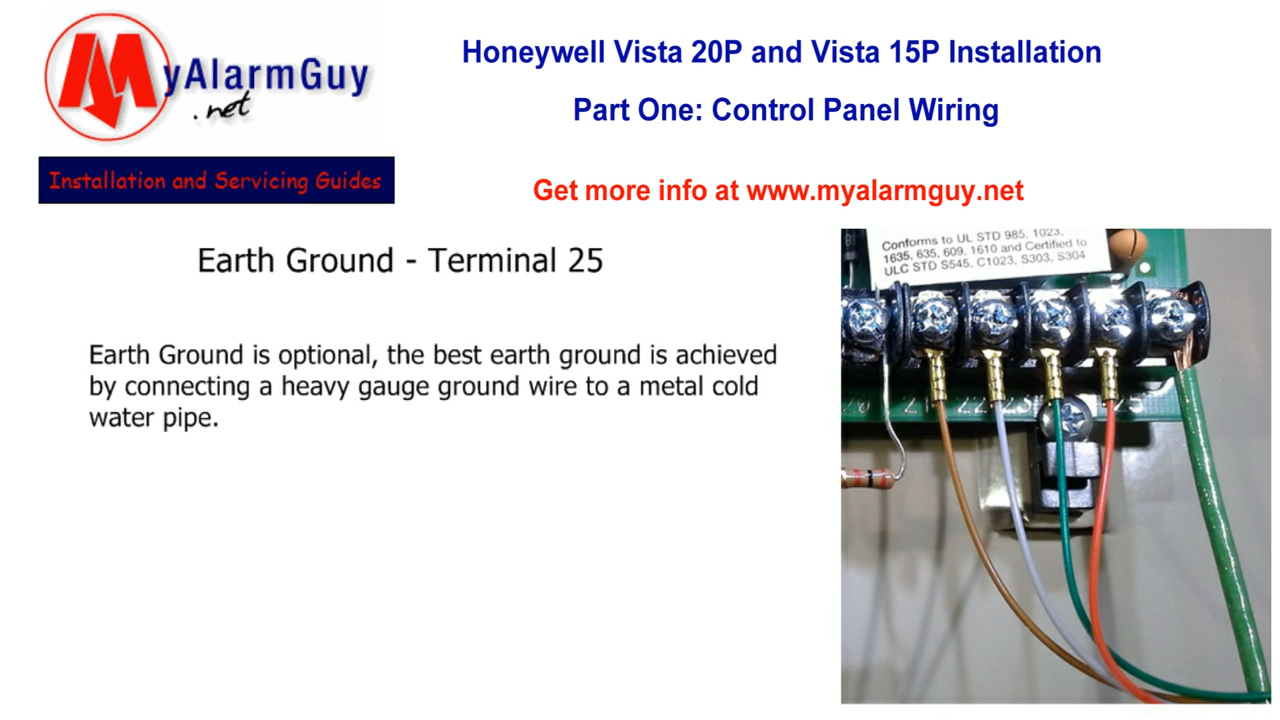 MyAlarmGuy
.net
Installation and Servicing Guides
Honeywell Vista 20P and Vista 15P Installation
Part One: Control Panel Wiring
Get more info at www.myalarmguy.net
Earth Ground - Terminal 25
Earth Ground is optional, the best earth ground is achieved
by connecting a heavy gauge ground wire to a metal cold
water pipe.
Conforms to UL STD 985, 1023,
1635, 635, 609, 1610 and Certified to
ULC STD S545, C1023, S303, S304
20 21 22 23 25